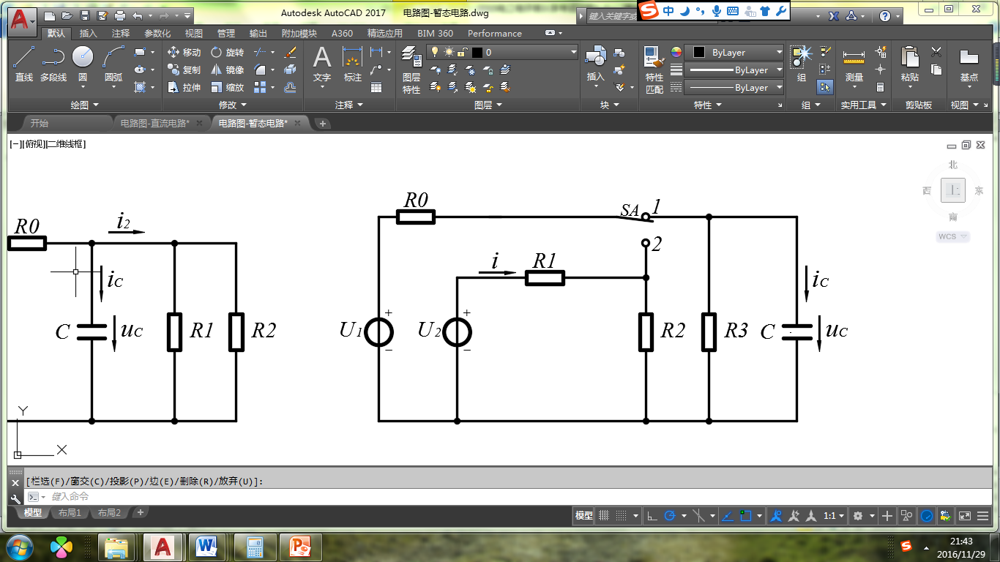 Autodesk AutoCAD 2017 电路图-暂态电路.dwg
中
默认 插入 注释 参数化 视图 管理 输出 附加模块 A360 精选应用 BIM 360 Performance
直线 多段线 圆 圆弧
移动 旋转
复制 镜像
拉伸 缩放
文字 标注
图层特性
0
插入
特性匹配
ByLayer
ByLayer
ByLayer
组
测量
粘贴
基点
绘图 修改 注释 图层 块 特性 组 实用工具 剪贴板 视图
开始 电路图-直流电路* 电路图-暂态电路*
[−][俯视][二维线框]
北
西 上 东
南
WCS
R0 i2
iC
C uC R1 R2
R0 SA 1
2
i R1
iC
U1 + − U2 + − R2 R3 C uC
Y
X
[栏选(F)/窗交(C)/投影(P)/边(E)/删除(R)/放弃(U)]:
键入命令
模型 布局1 布局2 +
模型 1:1
21:43
2016/11/29